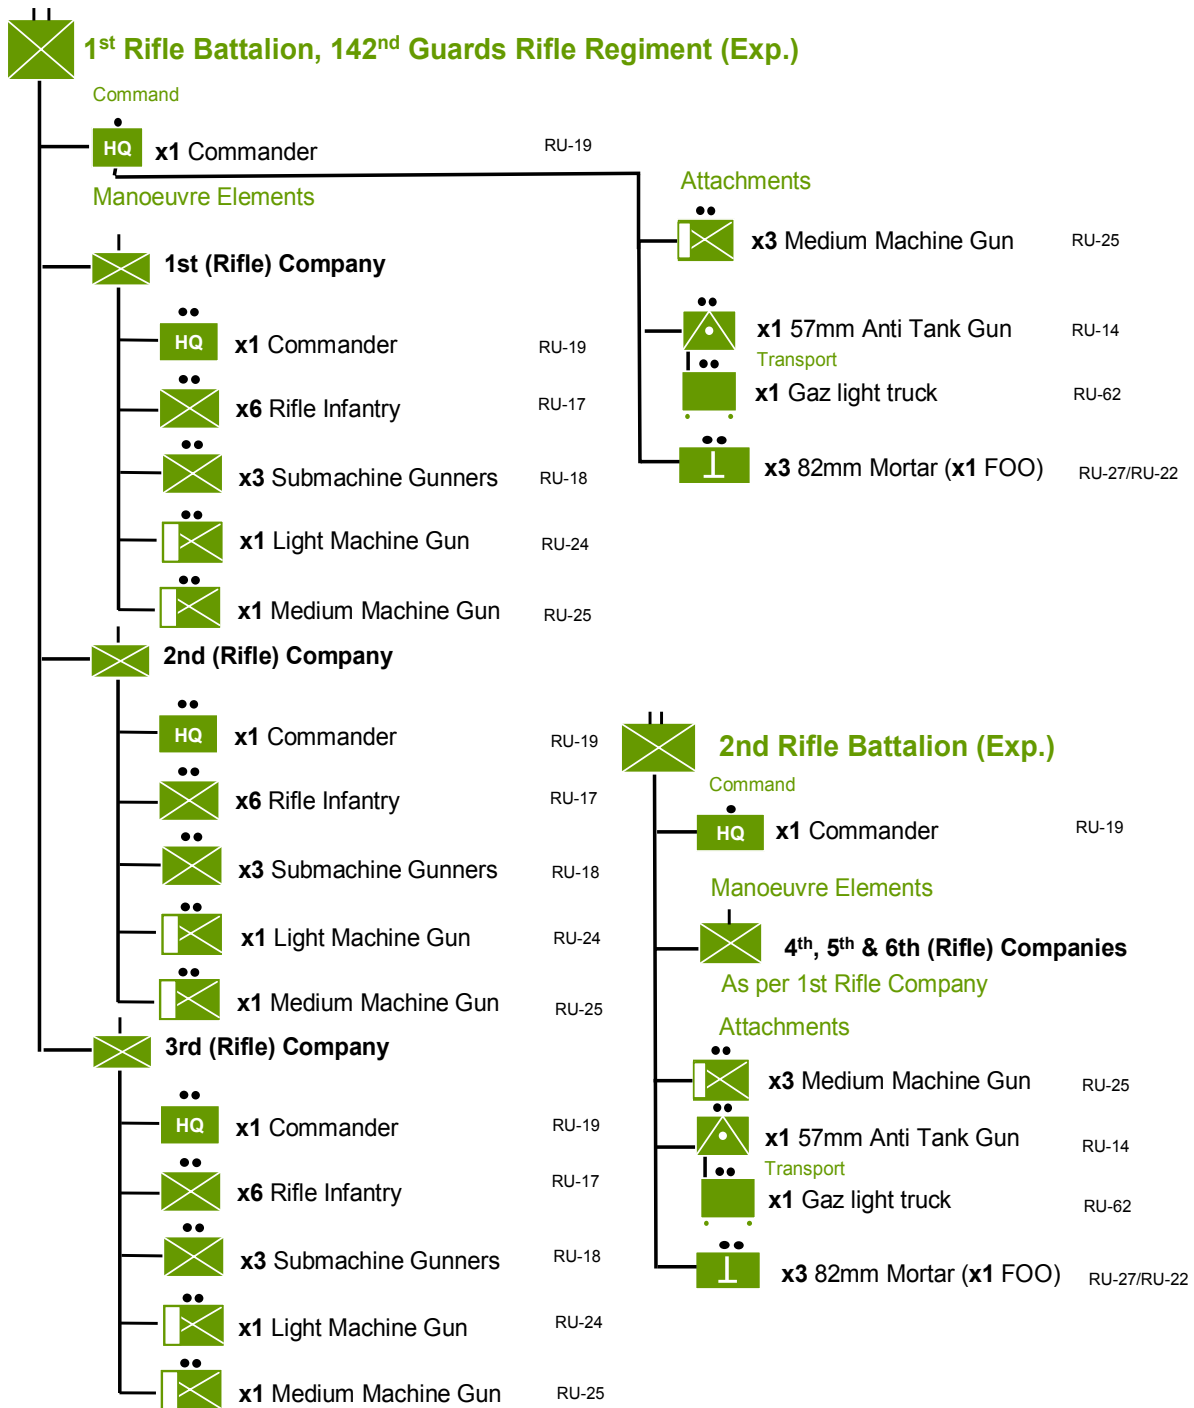 1st Rifle Battalion, 142nd Guards Rifle Regiment (Exp.)
Command
HQ x1 Commander RU-19
Manoeuvre Elements
1st (Rifle) Company
HQ x1 Commander RU-19
x6 Rifle Infantry RU-17
x3 Submachine Gunners RU-18
x1 Light Machine Gun RU-24
x1 Medium Machine Gun RU-25
2nd (Rifle) Company
HQ x1 Commander RU-19
x6 Rifle Infantry RU-17
x3 Submachine Gunners RU-18
x1 Light Machine Gun RU-24
x1 Medium Machine Gun RU-25
3rd (Rifle) Company
HQ x1 Commander RU-19
x6 Rifle Infantry RU-17
x3 Submachine Gunners RU-18
x1 Light Machine Gun RU-24
x1 Medium Machine Gun RU-25
Attachments
x3 Medium Machine Gun RU-25
x1 57mm Anti Tank Gun RU-14
Transport
x1 Gaz light truck RU-62
x3 82mm Mortar (x1 FOO) RU-27/RU-22
2nd Rifle Battalion (Exp.)
Command
HQ x1 Commander RU-19
Manoeuvre Elements
4th, 5th & 6th (Rifle) Companies
As per 1st Rifle Company
Attachments
x3 Medium Machine Gun RU-25
x1 57mm Anti Tank Gun RU-14
Transport
x1 Gaz light truck RU-62
x3 82mm Mortar (x1 FOO) RU-27/RU-22